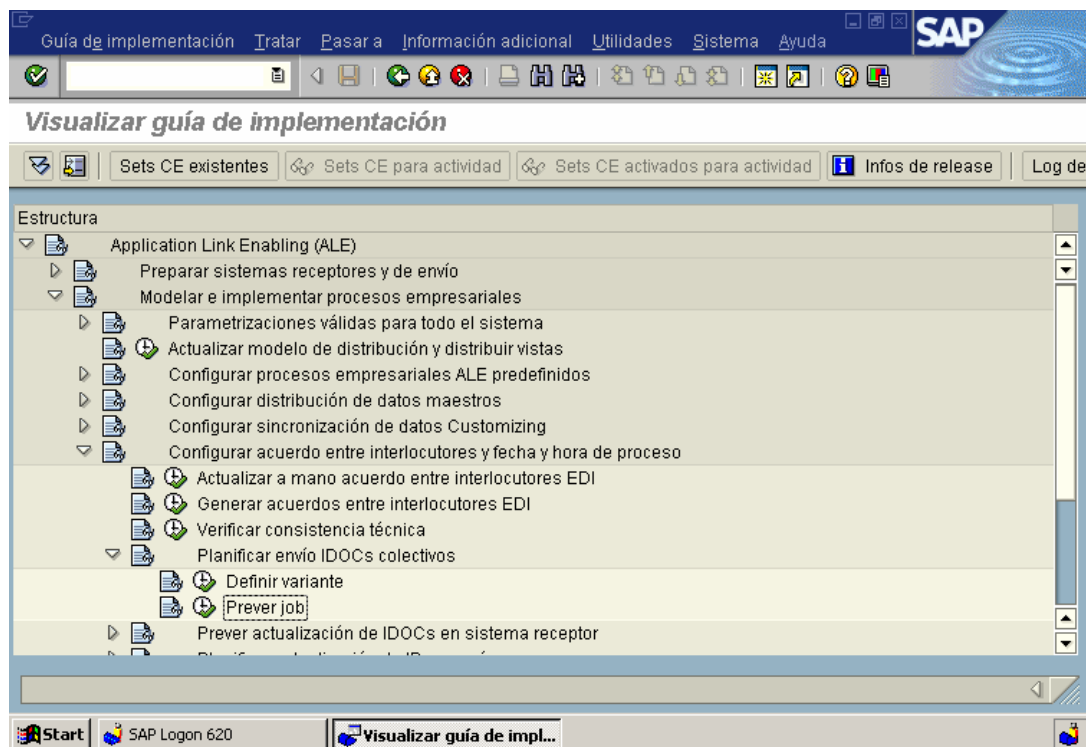 SAP
Guía de implementación Tratar Pasar a Información adicional Utilidades Sistema Ayuda
Visualizar guía de implementación
Sets CE existentes Sets CE para actividad Sets CE activados para actividad Infos de release Log de
Estructura
Application Link Enabling (ALE)
Preparar sistemas receptores y de envío
Modelar e implementar procesos empresariales
Parametrizaciones válidas para todo el sistema
Actualizar modelo de distribución y distribuir vistas
Configurar procesos empresariales ALE predefinidos
Configurar distribución de datos maestros
Configurar sincronización de datos Customizing
Configurar acuerdo entre interlocutores y fecha y hora de proceso
Actualizar a mano acuerdo entre interlocutores EDI
Generar acuerdos entre interlocutores EDI
Verificar consistencia técnica
Planificar envío IDOCs colectivos
Definir variante
Prever job
Prever actualización de IDOCs en sistema receptor
Start SAP Logon 620 Visualizar guía de impl...